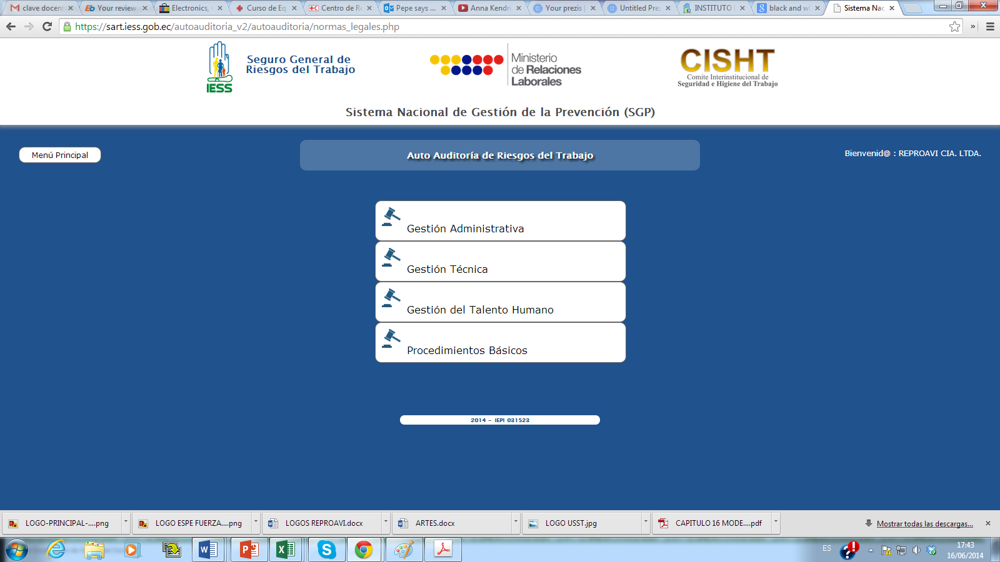 clave docen
Your review
Electronics,
Curso de Eq
Centro de R
Pepe says ...
Anna Kendri
Your prezis
Untitled Pre
INSTITUTO
black and w
Sistema Nac
https://sart.iess.gob.ec/autoauditoria_v2/autoauditoria/normas_legales.php
IESS
Seguro General de
Riesgos del Trabajo
Ministerio
de Relaciones
Laborales
CISHT
Comite Interinstitucional de
Seguridad e Higiene del Trabajo
Sistema Nacional de Gestión de la Prevención (SGP)
Menú Principal
Auto Auditoría de Riesgos del Trabajo
Bienvenid@ : REPROAVI CIA. LTDA.
Gestión Administrativa
Gestión Técnica
Gestión del Talento Humano
Procedimientos Básicos
2014 - IEPI 031523
LOGO-PRINCIPAL-....png
LOGO ESPE FUERZA....png
LOGOS REPROAVI.docx
ARTES.docx
LOGO USST.jpg
CAPITULO 16 MODE....pdf
Mostrar todas las descargas...
ES
17:43
16/06/2014